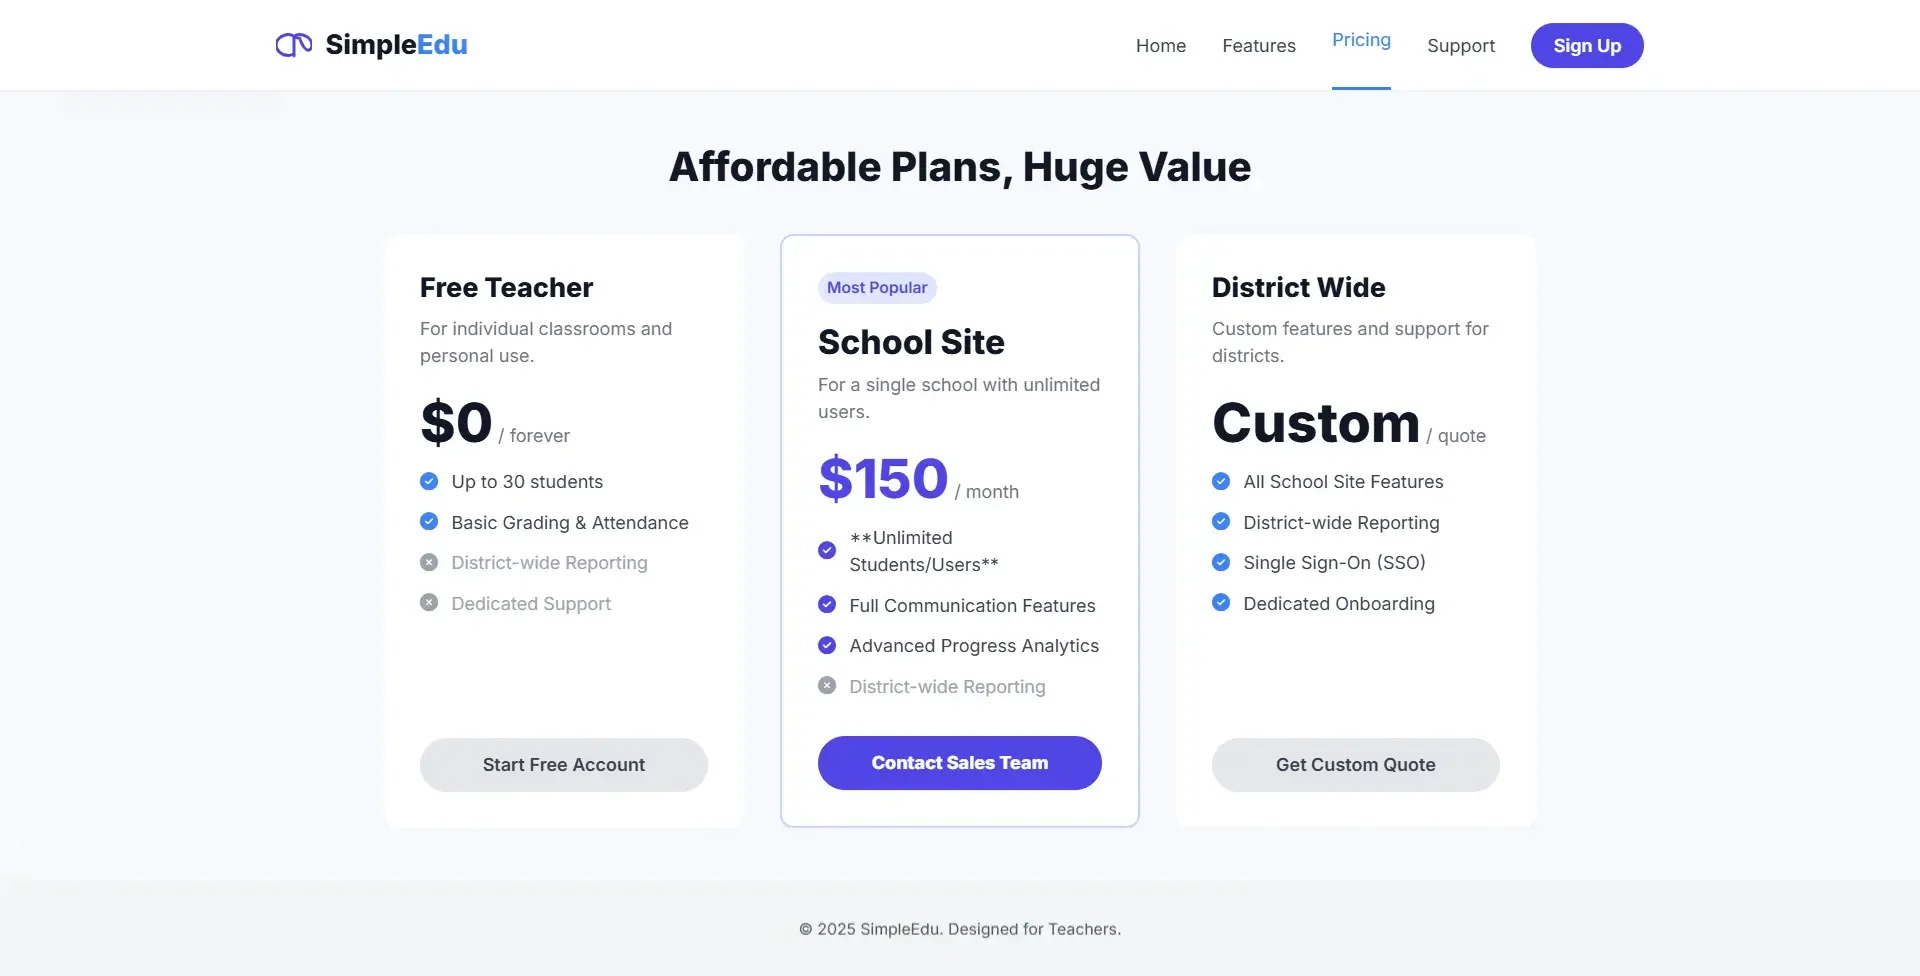 SimpleEdu
Home
Features
Pricing
Support
Sign Up
Affordable Plans, Huge Value
Free Teacher
For individual classrooms and
personal use.
$0 / forever
Up to 30 students
Basic Grading & Attendance
District-wide Reporting
Dedicated Support
Start Free Account
Most Popular
School Site
For a single school with unlimited
users.
$150 / month
**Unlimited
Students/Users**
Full Communication Features
Advanced Progress Analytics
District-wide Reporting
Contact Sales Team
District Wide
Custom features and support for
districts.
Custom / quote
All School Site Features
District-wide Reporting
Single Sign-On (SSO)
Dedicated Onboarding
Get Custom Quote
© 2025 SimpleEdu. Designed for Teachers.